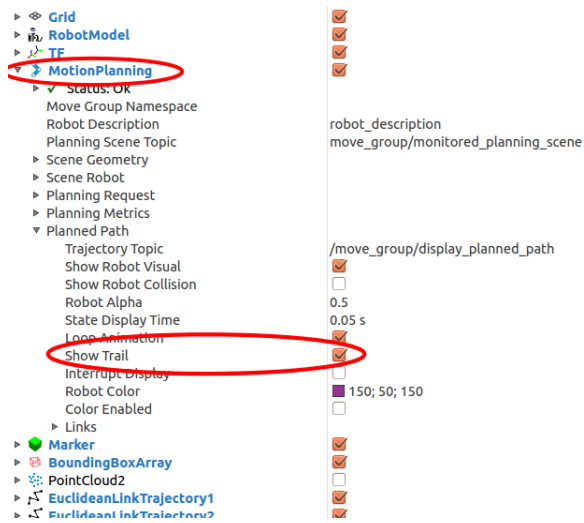 Grid
RobotModel
TF
MotionPlanning
Status: Ok
Move Group Namespace
Robot Description robot_description
Planning Scene Topic move_group/monitored_planning_scene
Scene Geometry
Scene Robot
Planning Request
Planning Metrics
Planned Path
Trajectory Topic /move_group/display_planned_path
Show Robot Visual
Show Robot Collision
Robot Alpha 0.5
State Display Time 0.05 s
Loop Animation
Show Trail
Interrupt Display
Robot Color 150; 50; 150
Color Enabled
Links
Marker
BoundingBoxArray
PointCloud2
EuclideanLinkTrajectory1
EuclideanLinkTrajectory2